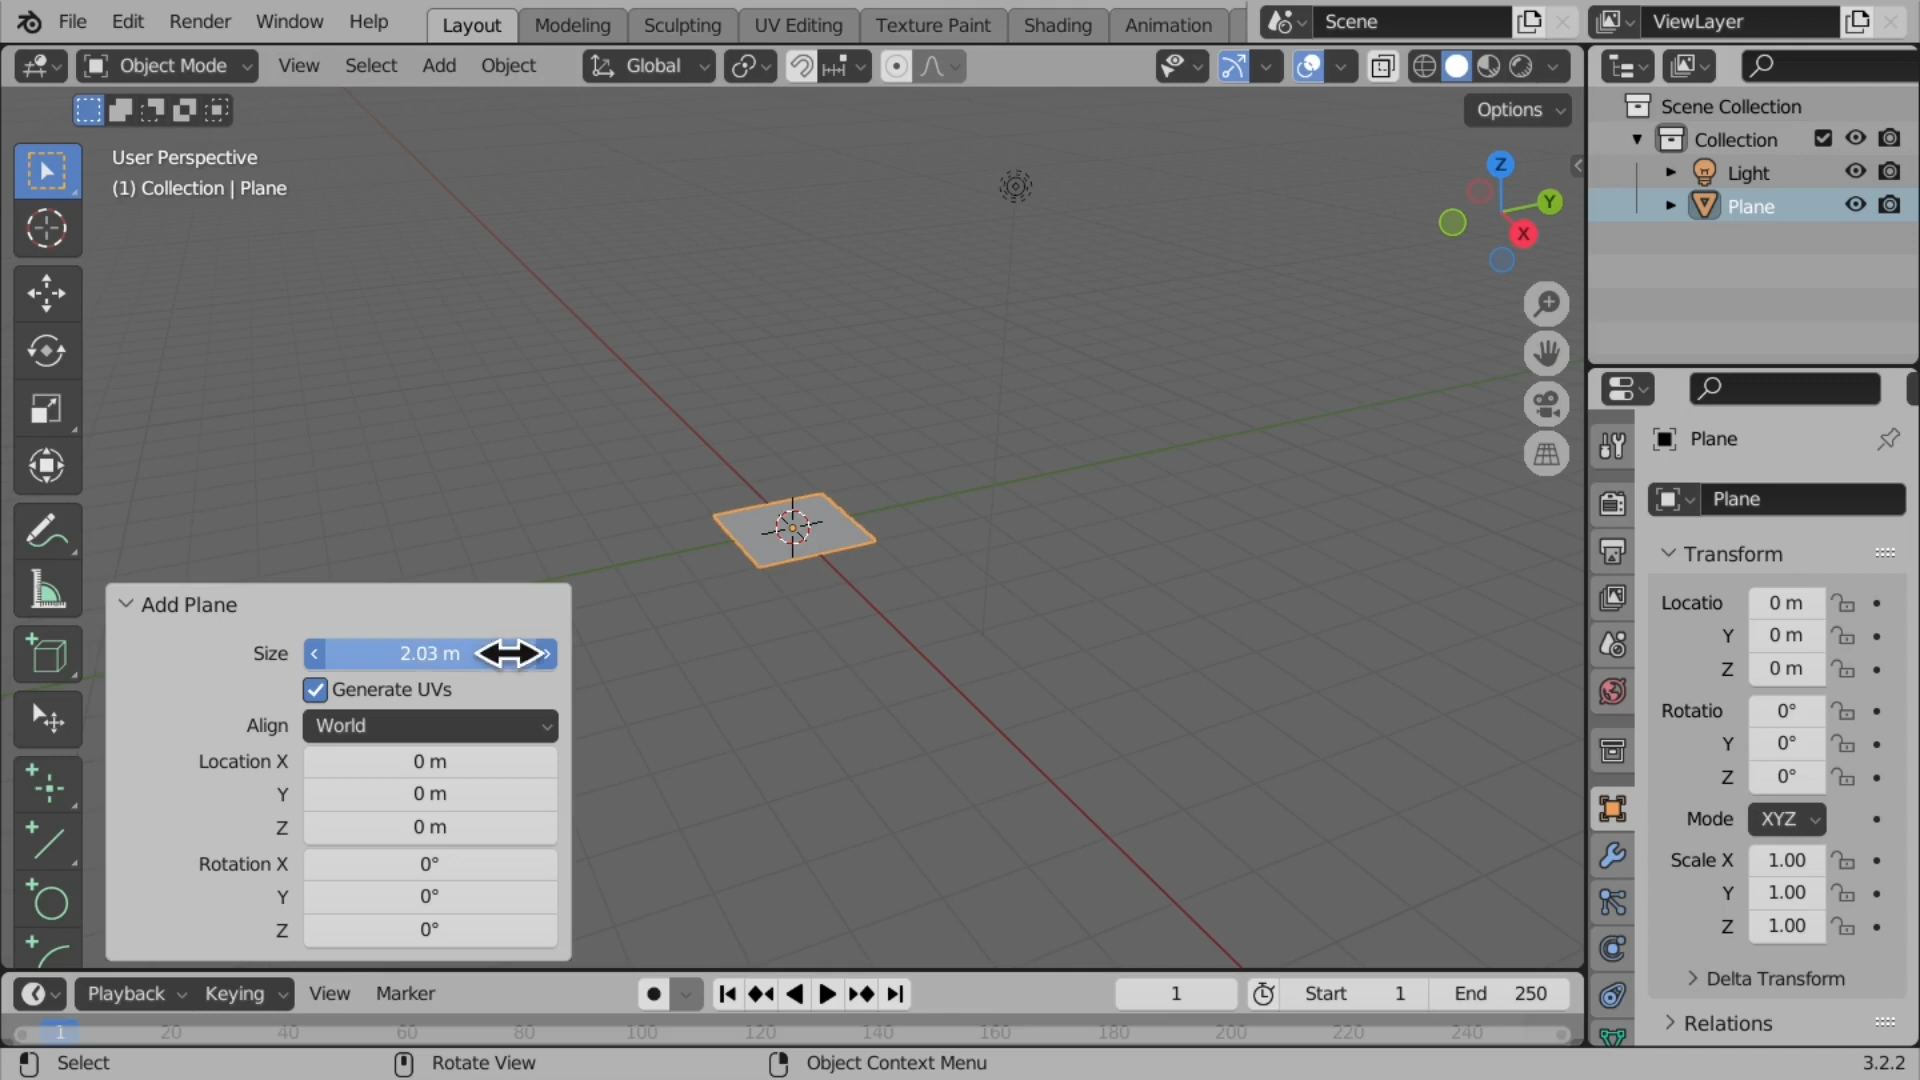 File Edit Render Window Help
Layout Modeling Sculpting UV Editing Texture Paint Shading Animation
Scene
ViewLayer
Object Mode View Select Add Object
Global
Options
User Perspective
(1) Collection | Plane
Z
Y
X
Scene Collection
Collection
Light
Plane
Plane
Plane
Transform
Locatio 0 m
Y 0 m
Z 0 m
Rotatio 0°
Y 0°
Z 0°
Mode XYZ
Scale X 1.00
Y 1.00
Z 1.00
Delta Transform
Relations
Add Plane
Size 2.03 m
Generate UVs
Align World
Location X 0 m
Y 0 m
Z 0 m
Rotation X 0°
Y 0°
Z 0°
Playback Keying View Marker
1 Start 1 End 250
1 20 40 60 80 100 120 140 160 180 200 220 240
Select Rotate View Object Context Menu 3.2.2